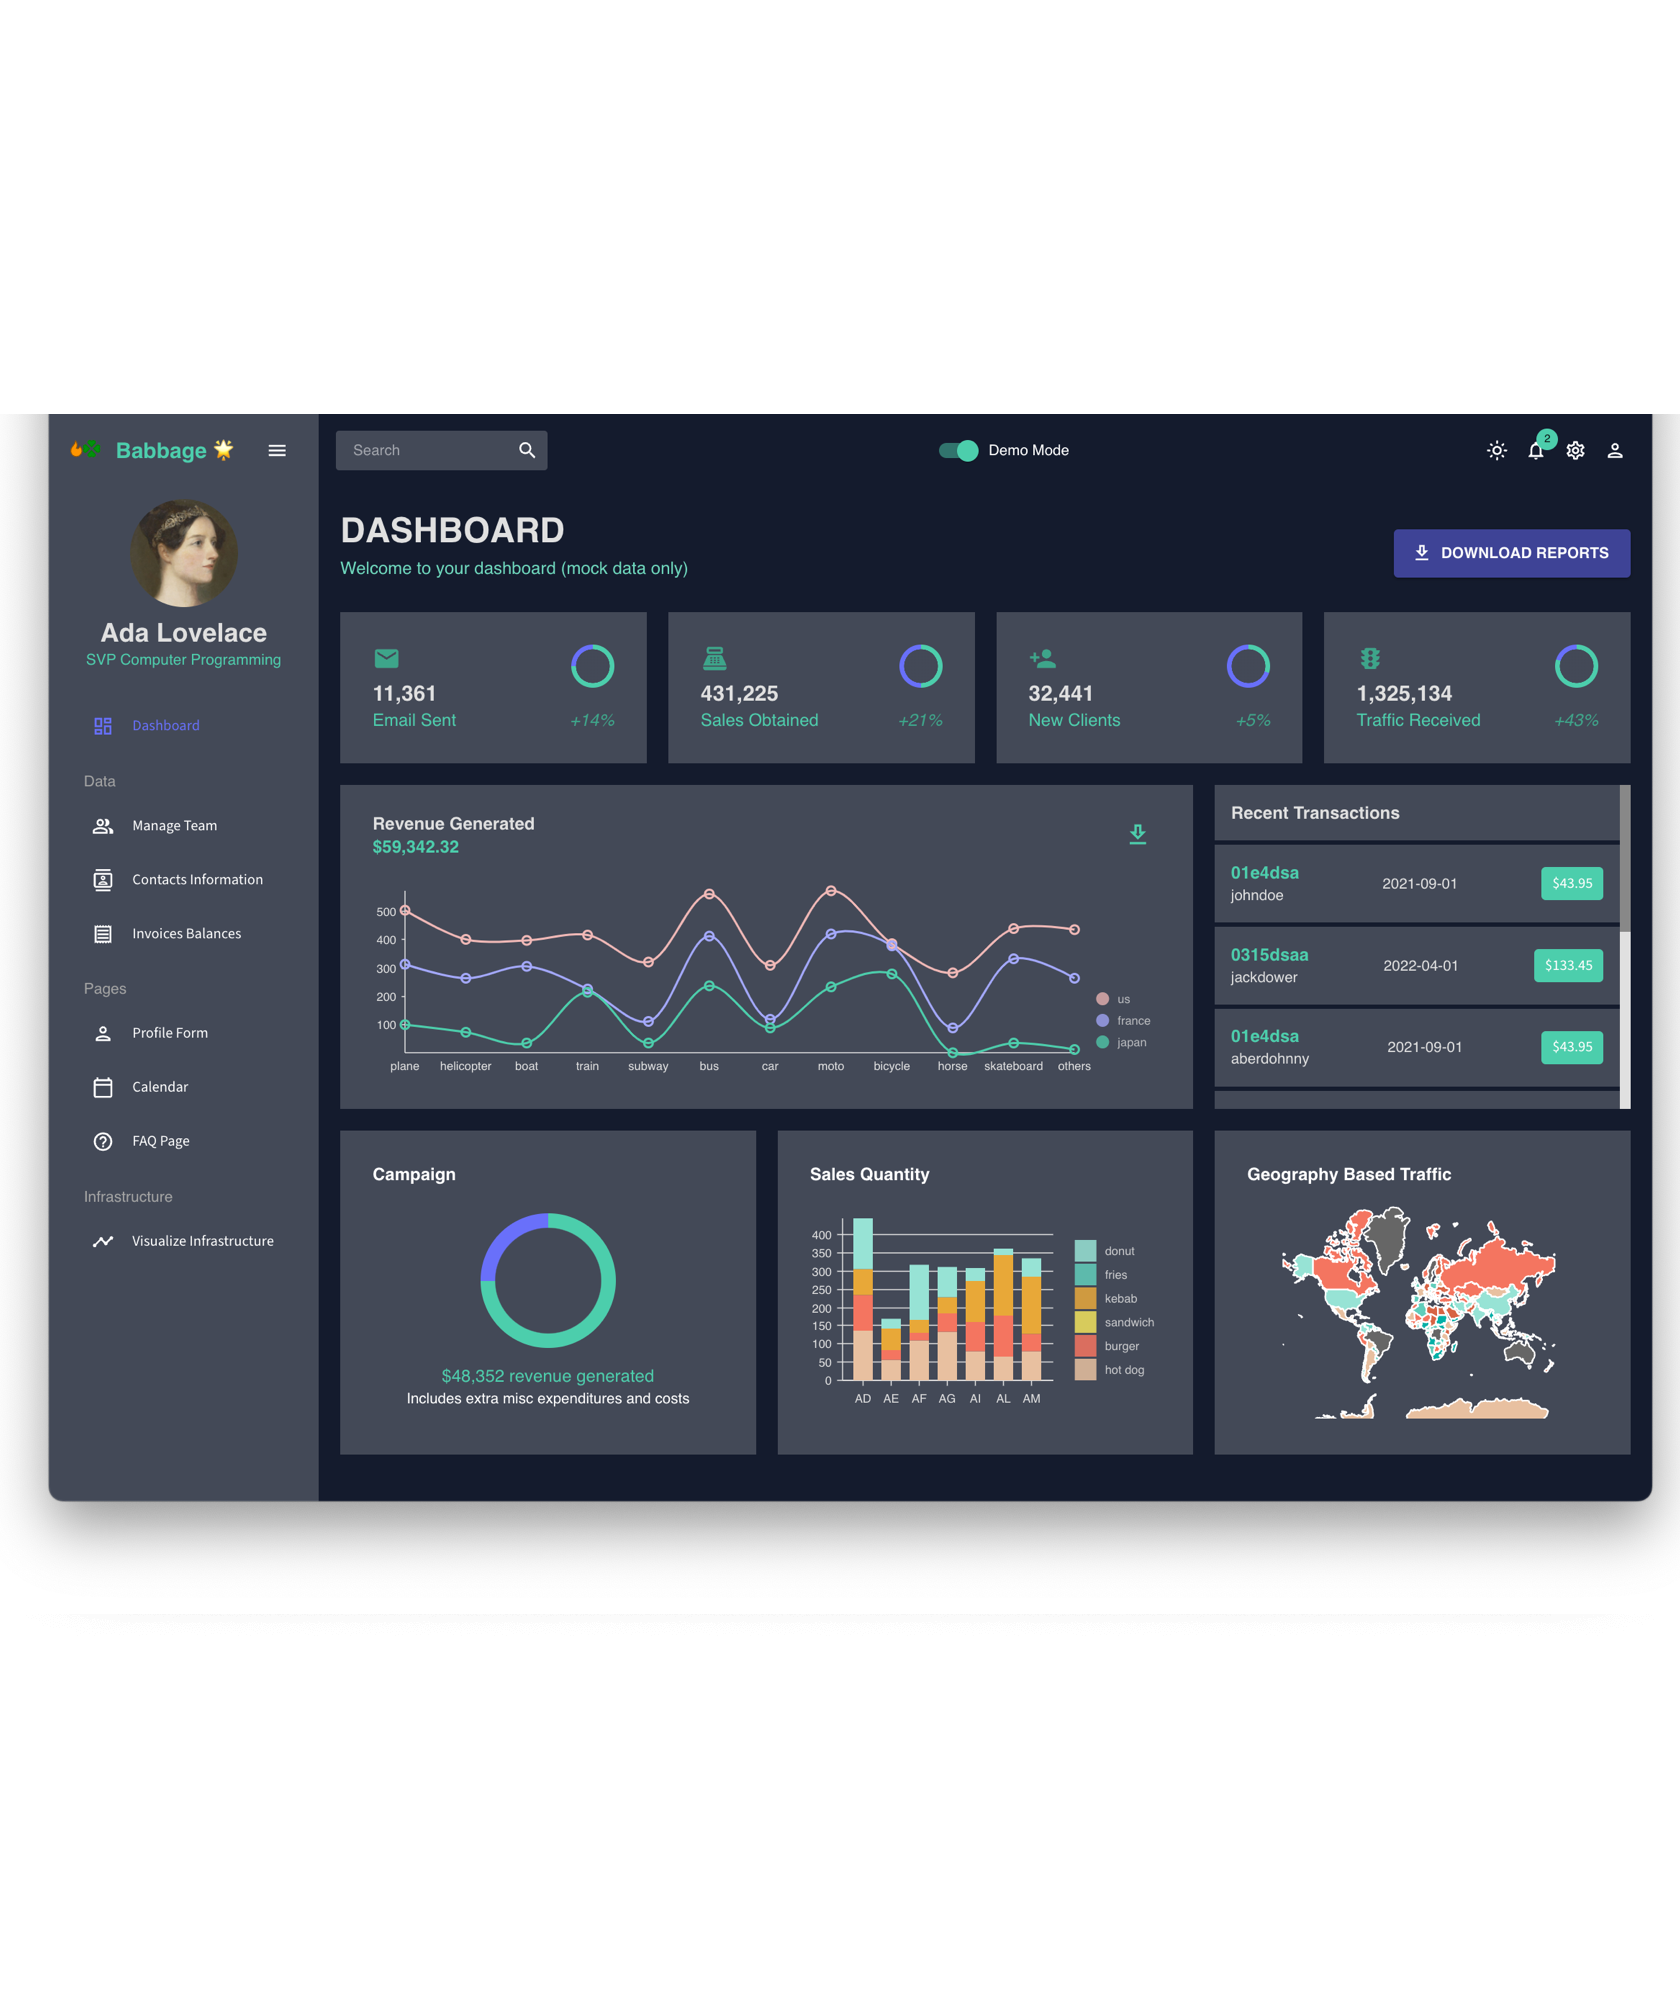 Babbage
Search
Demo Mode
2
Ada Lovelace
SVP Computer Programming
Dashboard
Data
Manage Team
Contacts Information
Invoices Balances
Pages
Profile Form
Calendar
FAQ Page
Infrastructure
Visualize Infrastructure
DASHBOARD
Welcome to your dashboard (mock data only)
DOWNLOAD REPORTS
11,361
Email Sent +14%
431,225
Sales Obtained +21%
32,441
New Clients +5%
1,325,134
Traffic Received +43%
Revenue Generated
$59,342.32
500
400
300
200
100
plane helicopter boat train subway bus car moto bicycle horse skateboard others
us
france
japan
Recent Transactions
01e4dsa
johndoe
2021-09-01
$43.95
0315dsaa
jackdower
2022-04-01
$133.45
01e4dsa
aberdohnny
2021-09-01
$43.95
Campaign
$48,352 revenue generated
Includes extra misc expenditures and costs
Sales Quantity
400
350
300
250
200
150
100
50
0
AD AE AF AG AI AL AM
donut
fries
kebab
sandwich
burger
hot dog
Geography Based Traffic